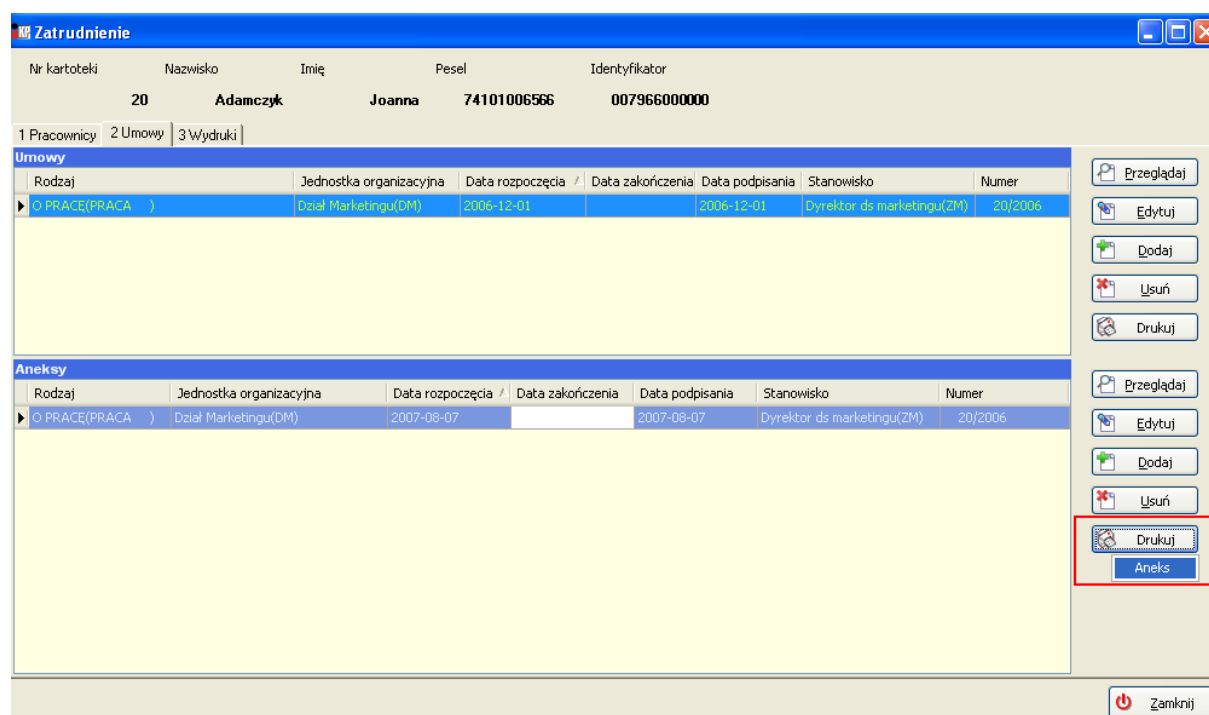 Zatrudnienie
Nr kartoteki Nazwisko Imię Pesel Identyfikator
20 Adamczyk Joanna 74101006566 007966000000
1 Pracownicy 2 Umowy 3 Wydruki
Umowy
Rodzaj Jednostka organizacyjna Data rozpoczęcia Data zakończenia Data podpisania Stanowisko Numer
O PRACĘ(PRACA ) Dział Marketingu(DM) 2006-12-01 2006-12-01 Dyrektor ds marketingu(ZM) 20/2006
Przeglądaj
Edytuj
Dodaj
Usuń
Drukuj
Aneksy
Rodzaj Jednostka organizacyjna Data rozpoczęcia Data zakończenia Data podpisania Stanowisko Numer
O PRACĘ(PRACA ) Dział Marketingu(DM) 2007-08-07 2007-08-07 Dyrektor ds marketingu(ZM) 20/2006
Przeglądaj
Edytuj
Dodaj
Usuń
Drukuj
Aneks
Zamknij